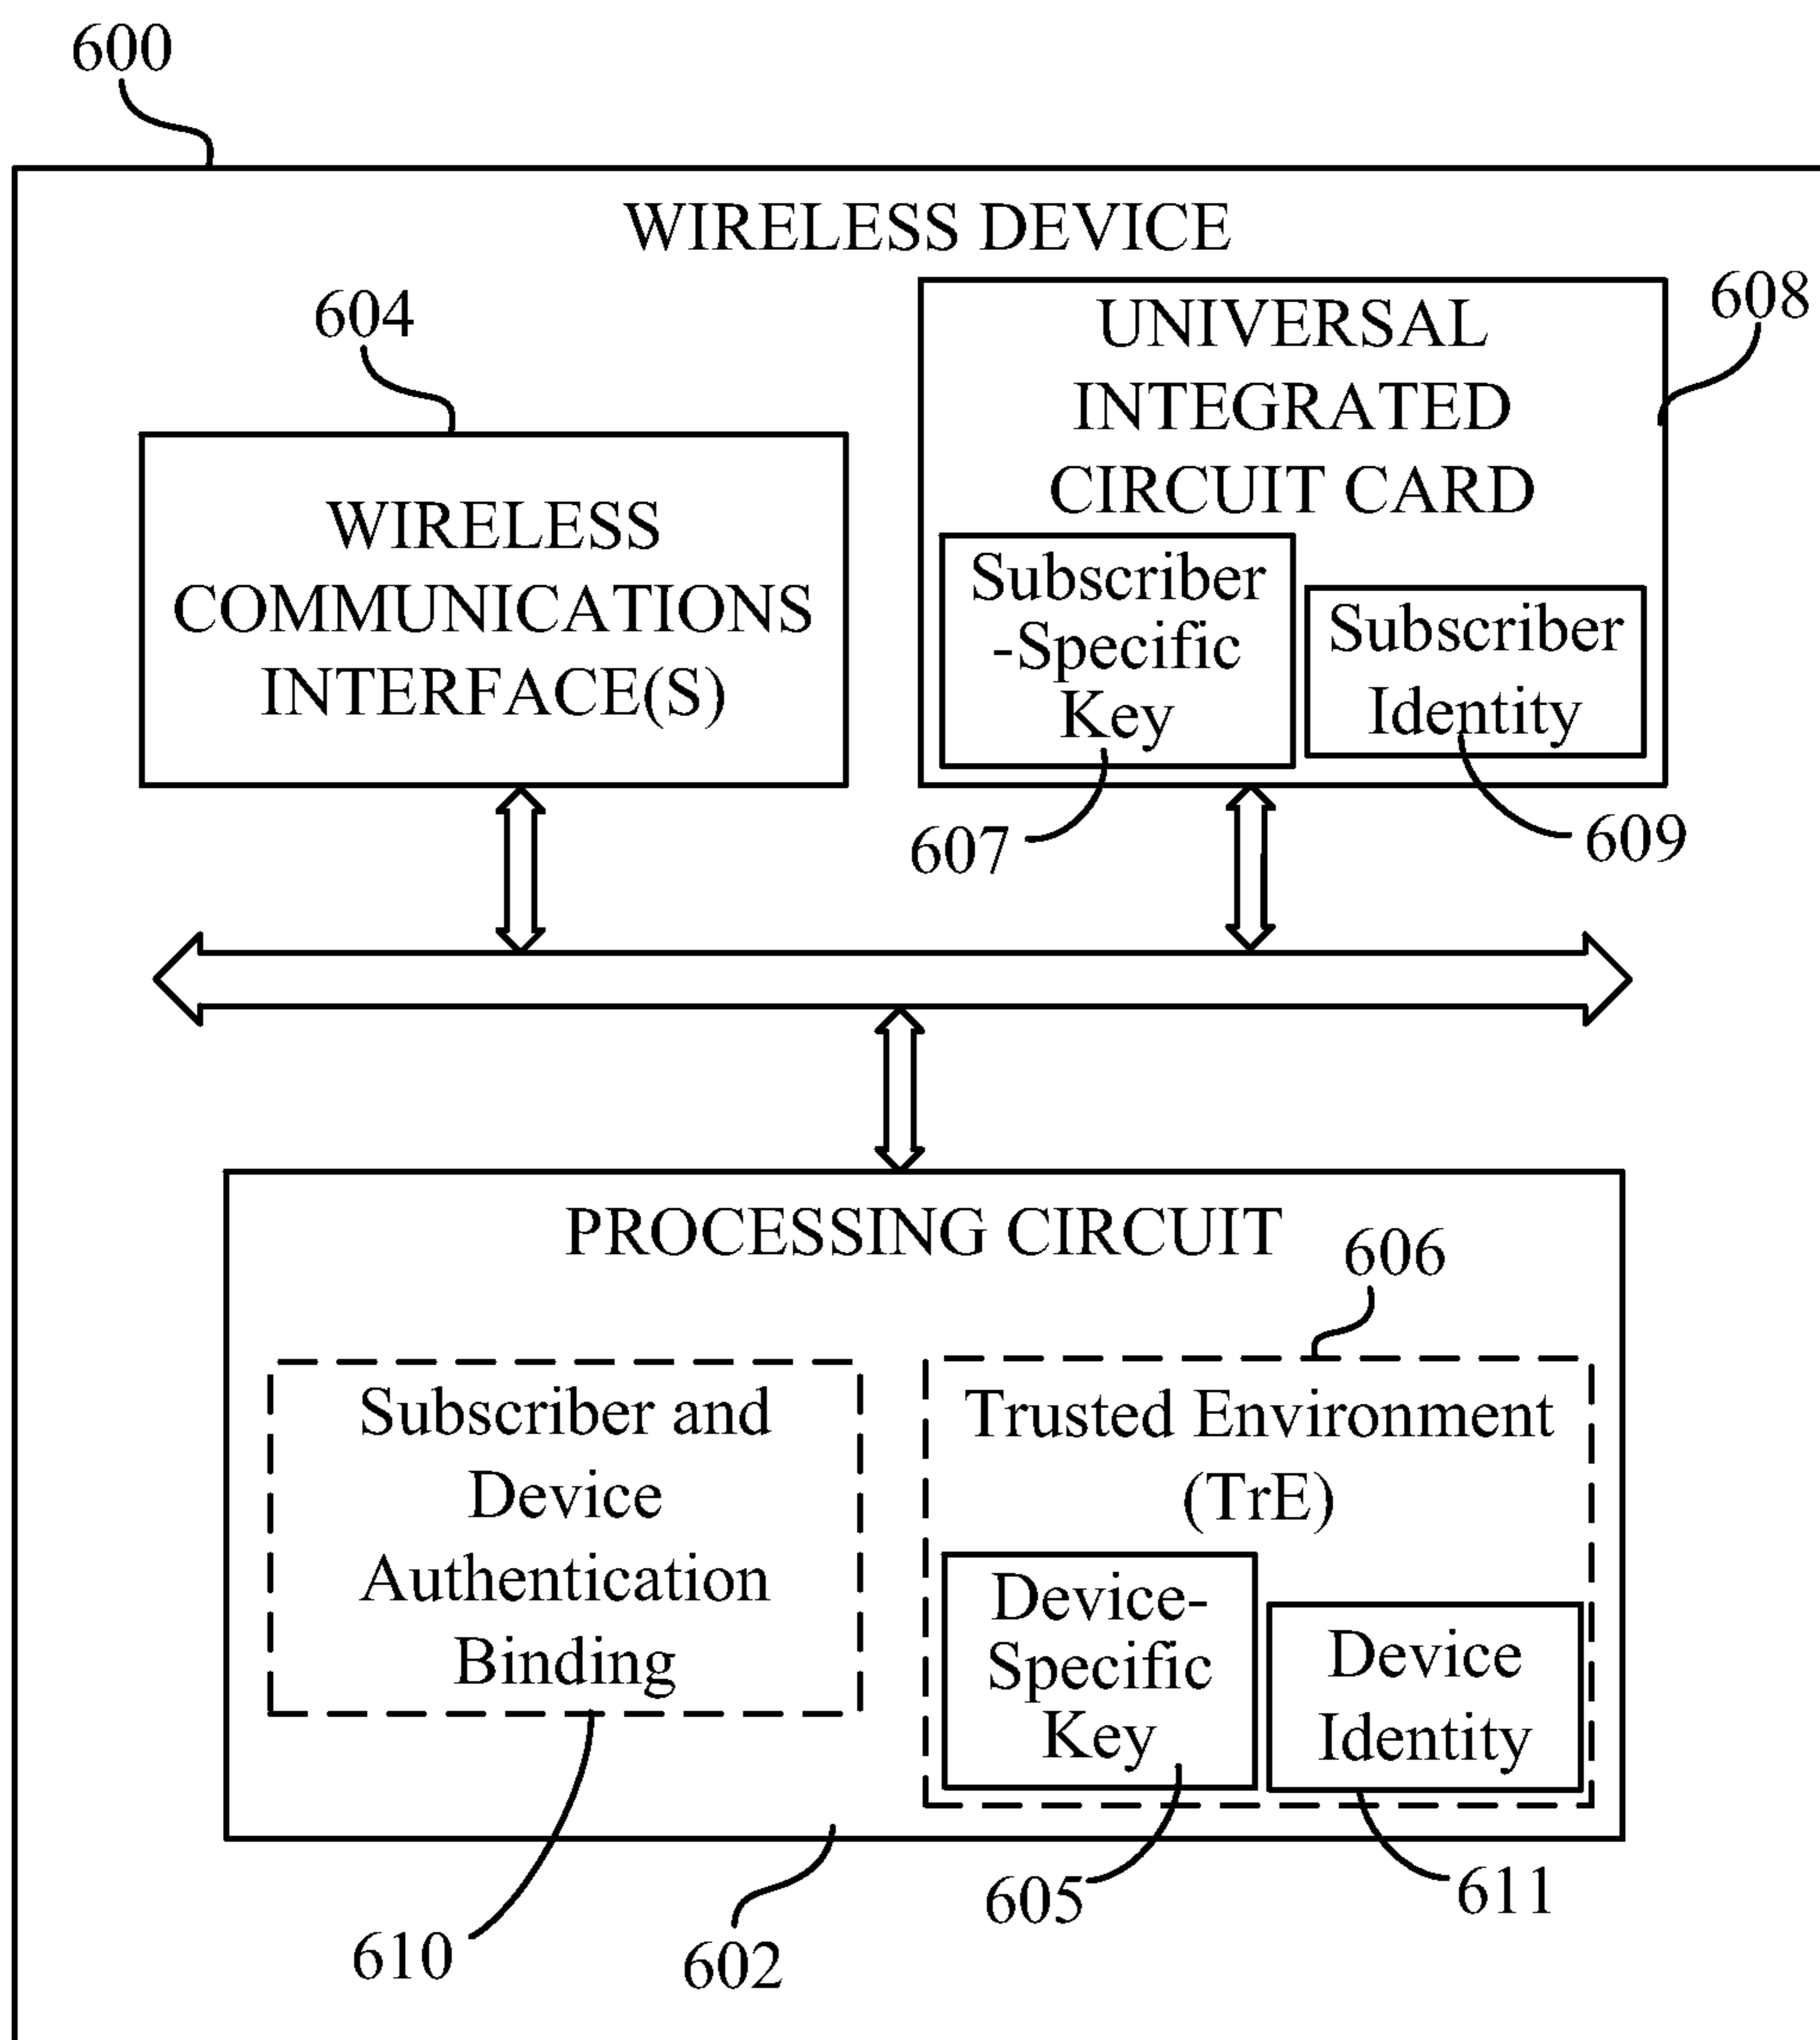 600
WIRELESS DEVICE
604
608
UNIVERSAL
INTEGRATED
CIRCUIT CARD
WIRELESS
COMMUNICATIONS
INTERFACE(S)
Subscriber
-Specific
Key
Subscriber
Identity
607
609
PROCESSING CIRCUIT
606
Subscriber and
Device
Authentication
Binding
Trusted Environment
(TrE)
Device-
Specific
Key
Device
Identity
610
602
605
611